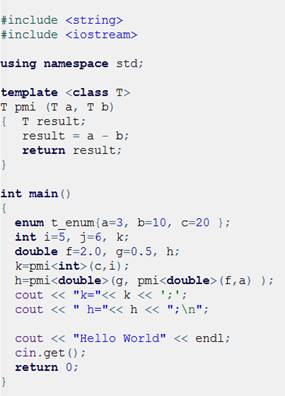 #include <string>
#include <iostream>
using namespace std;
template <class T>
T pmi (T a, T b)
{  T result;
   result = a - b;
   return result;
}
int main()
{
  enum t_enum{a=3, b=10, c=20 };
  int i=5, j=6, k;
  double f=2.0, g=0.5, h;
  k=pmi<int>(c,i);
  h=pmi<double>(g, pmi<double>(f,a) );
  cout << "k="<< k << ';';
  cout << " h="<< h << ";\n";
  cout << "Hello World" << endl;
  cin.get();
  return 0;
}